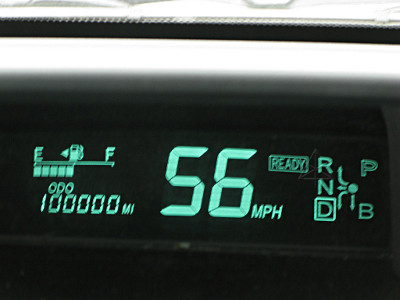 E F
ODO
100000 MI
56 MPH
READY
R P
N
D B